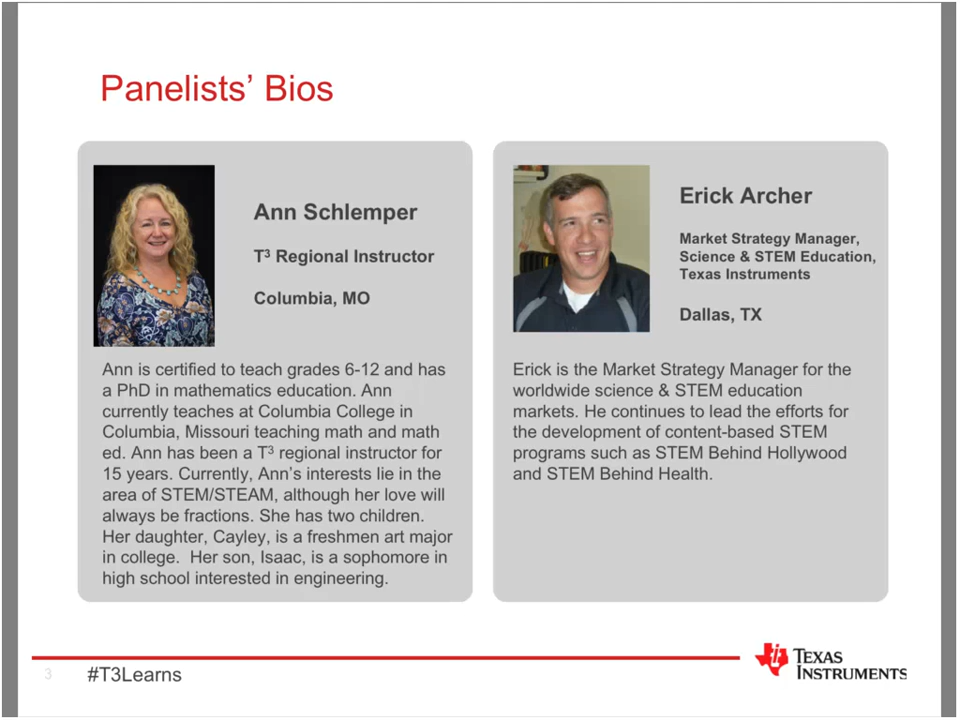 Panelists' Bios
Ann Schlemper
T³ Regional Instructor
Columbia, MO
Ann is certified to teach grades 6-12 and has
a PhD in mathematics education. Ann
currently teaches at Columbia College in
Columbia, Missouri teaching math and math
ed. Ann has been a T³ regional instructor for
15 years. Currently, Ann's interests lie in the
area of STEM/STEAM, although her love will
always be fractions. She has two children.
Her daughter, Cayley, is a freshmen art major
in college.  Her son, Isaac, is a sophomore in
high school interested in engineering.
Erick Archer
Market Strategy Manager,
Science & STEM Education,
Texas Instruments
Dallas, TX
Erick is the Market Strategy Manager for the
worldwide science & STEM education
markets. He continues to lead the efforts for
the development of content-based STEM
programs such as STEM Behind Hollywood
and STEM Behind Health.
3
#T3Learns
TEXAS
INSTRUMENTS